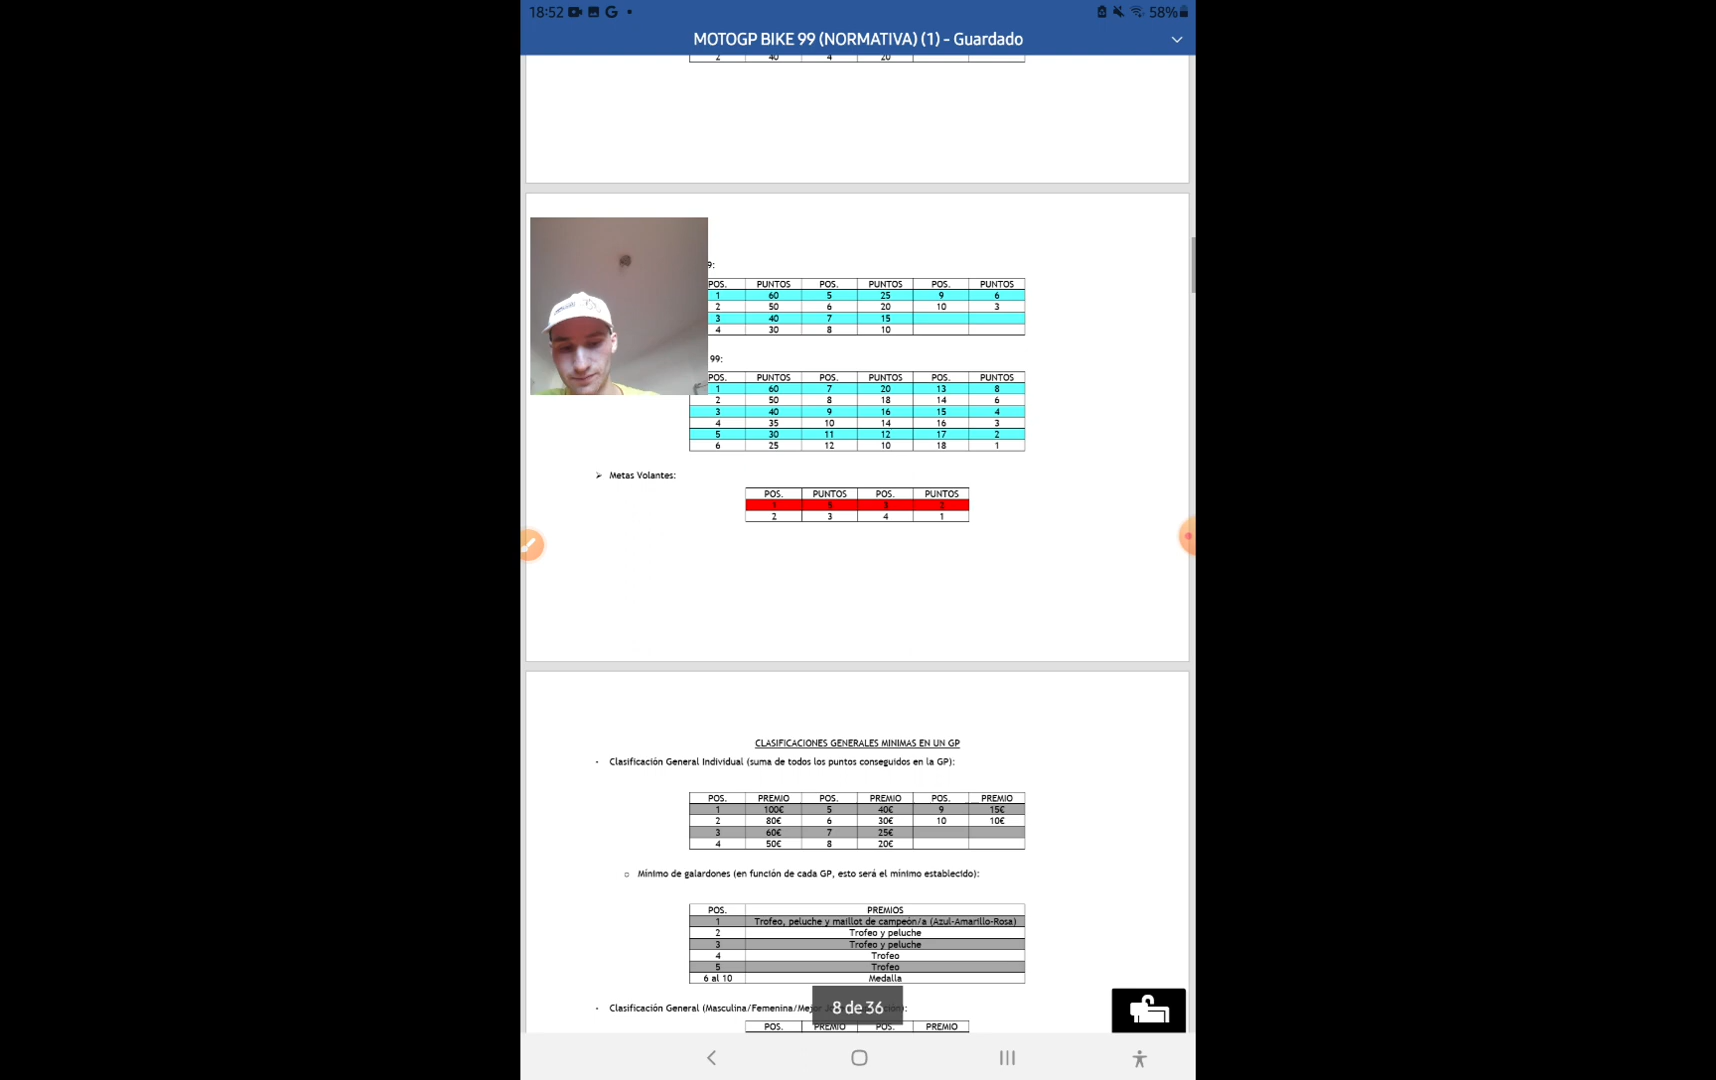 18:52
58%
MOTOGP BIKE 99 (NORMATIVA) (1) - Guardado
2 40 4 20
9:
POS. PUNTOS POS. PUNTOS POS. PUNTOS
1 60 5 25 9 6
2 50 6 20 10 3
3 40 7 15
4 30 8 10
99:
POS. PUNTOS POS. PUNTOS POS. PUNTOS
1 60 7 20 13 8
2 50 8 18 14 6
3 40 9 16 15 4
4 35 10 14 16 3
5 30 11 12 17 2
6 25 12 10 18 1
➢ Metas Volantes:
POS. PUNTOS POS. PUNTOS
1 5 3 2
2 3 4 1
CLASIFICACIONES GENERALES MINIMAS EN UN GP
- Clasificación General Individual (suma de todos los puntos conseguidos en la GP):
POS. PREMIO POS. PREMIO POS. PREMIO
1 100€ 5 40€ 9 15€
2 80€ 6 30€ 10 10€
3 60€ 7 25€
4 50€ 8 20€
o Mínimo de galardones (en función de cada GP, esto será el mínimo establecido):
POS. PREMIOS
1 Trofeo, peluche y maillot de campeón/a (Azul-Amarillo-Rosa)
2 Trofeo y peluche
3 Trofeo y peluche
4 Trofeo
5 Trofeo
6 al 10 Medalla
- Clasificación General (Masculina/Femenina/Mejor
8 de 36
POS. PREMIO POS. PREMIO